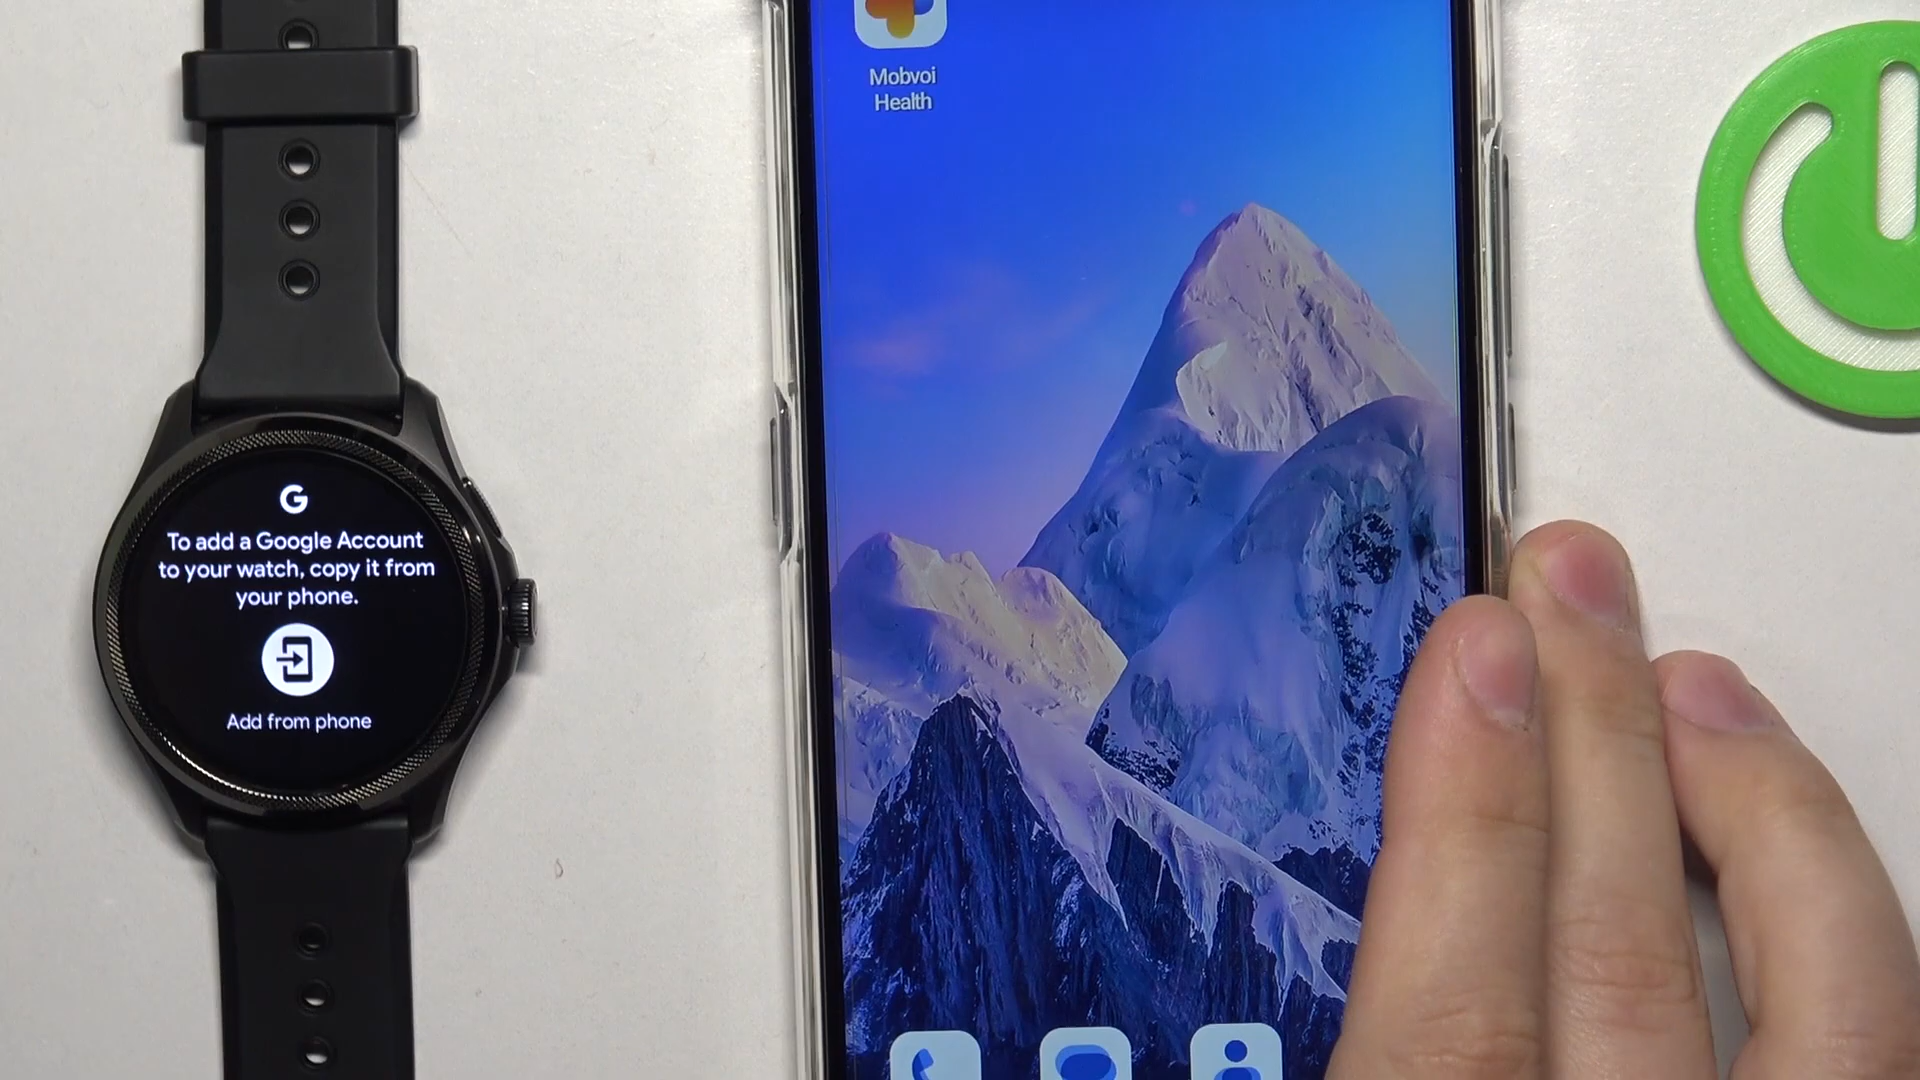 Mobvoi
Health
G
To add a Google Account
to your watch, copy it from
your phone.
Add from phone